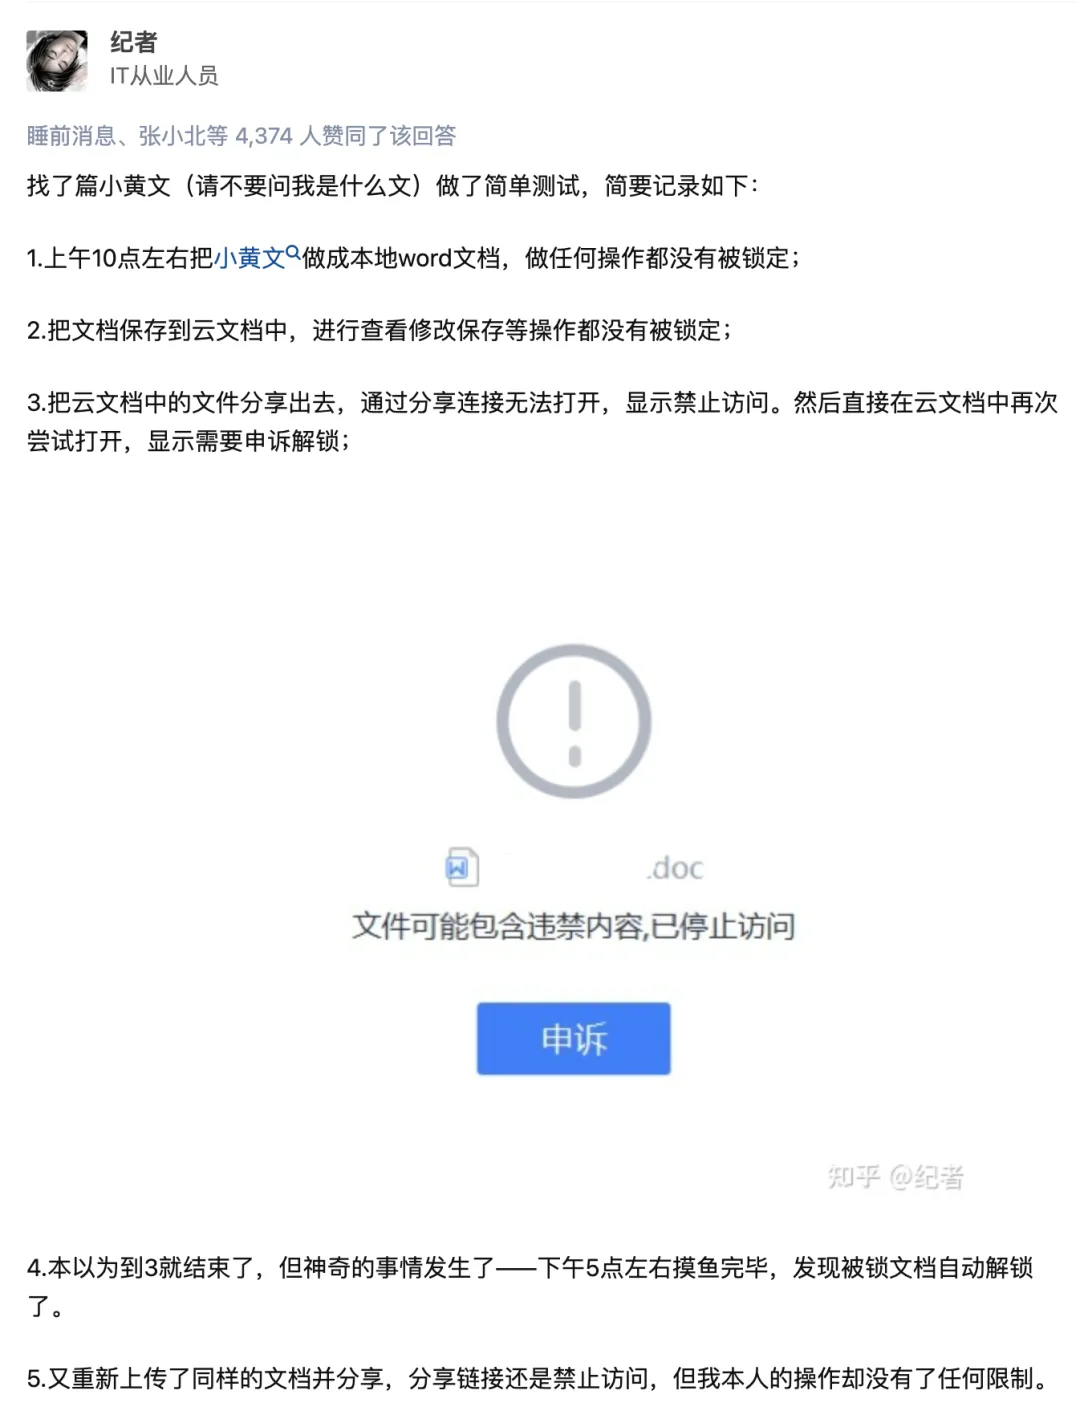 纪者
IT从业人员
睡前消息、张小北等 4,374 人赞同了该回答
找了篇小黄文（请不要问我是什么文）做了简单测试，简要记录如下：
1.上午10点左右把小黄文做成本地word文档，做任何操作都没有被锁定；
2.把文档保存到云文档中，进行查看修改保存等操作都没有被锁定；
3.把云文档中的文件分享出去，通过分享连接无法打开，显示禁止访问。然后直接在云文档中再次
尝试打开，显示需要申诉解锁；
W .doc
文件可能包含违禁内容,已停止访问
申诉
知乎 @纪者
4.本以为到3就结束了，但神奇的事情发生了——下午5点左右摸鱼完毕，发现被锁文档自动解锁
了。
5.又重新上传了同样的文档并分享，分享链接还是禁止访问，但我本人的操作却没有了任何限制。